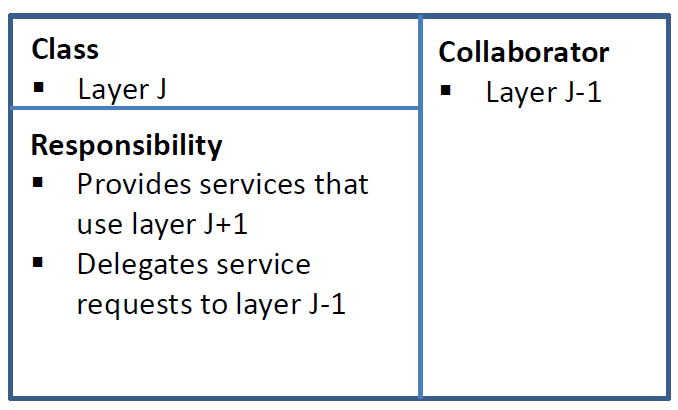 Class
▪ Layer J
Responsibility
▪ Provides services that
use layer J+1
▪ Delegates service
requests to layer J-1
Collaborator
▪ Layer J-1